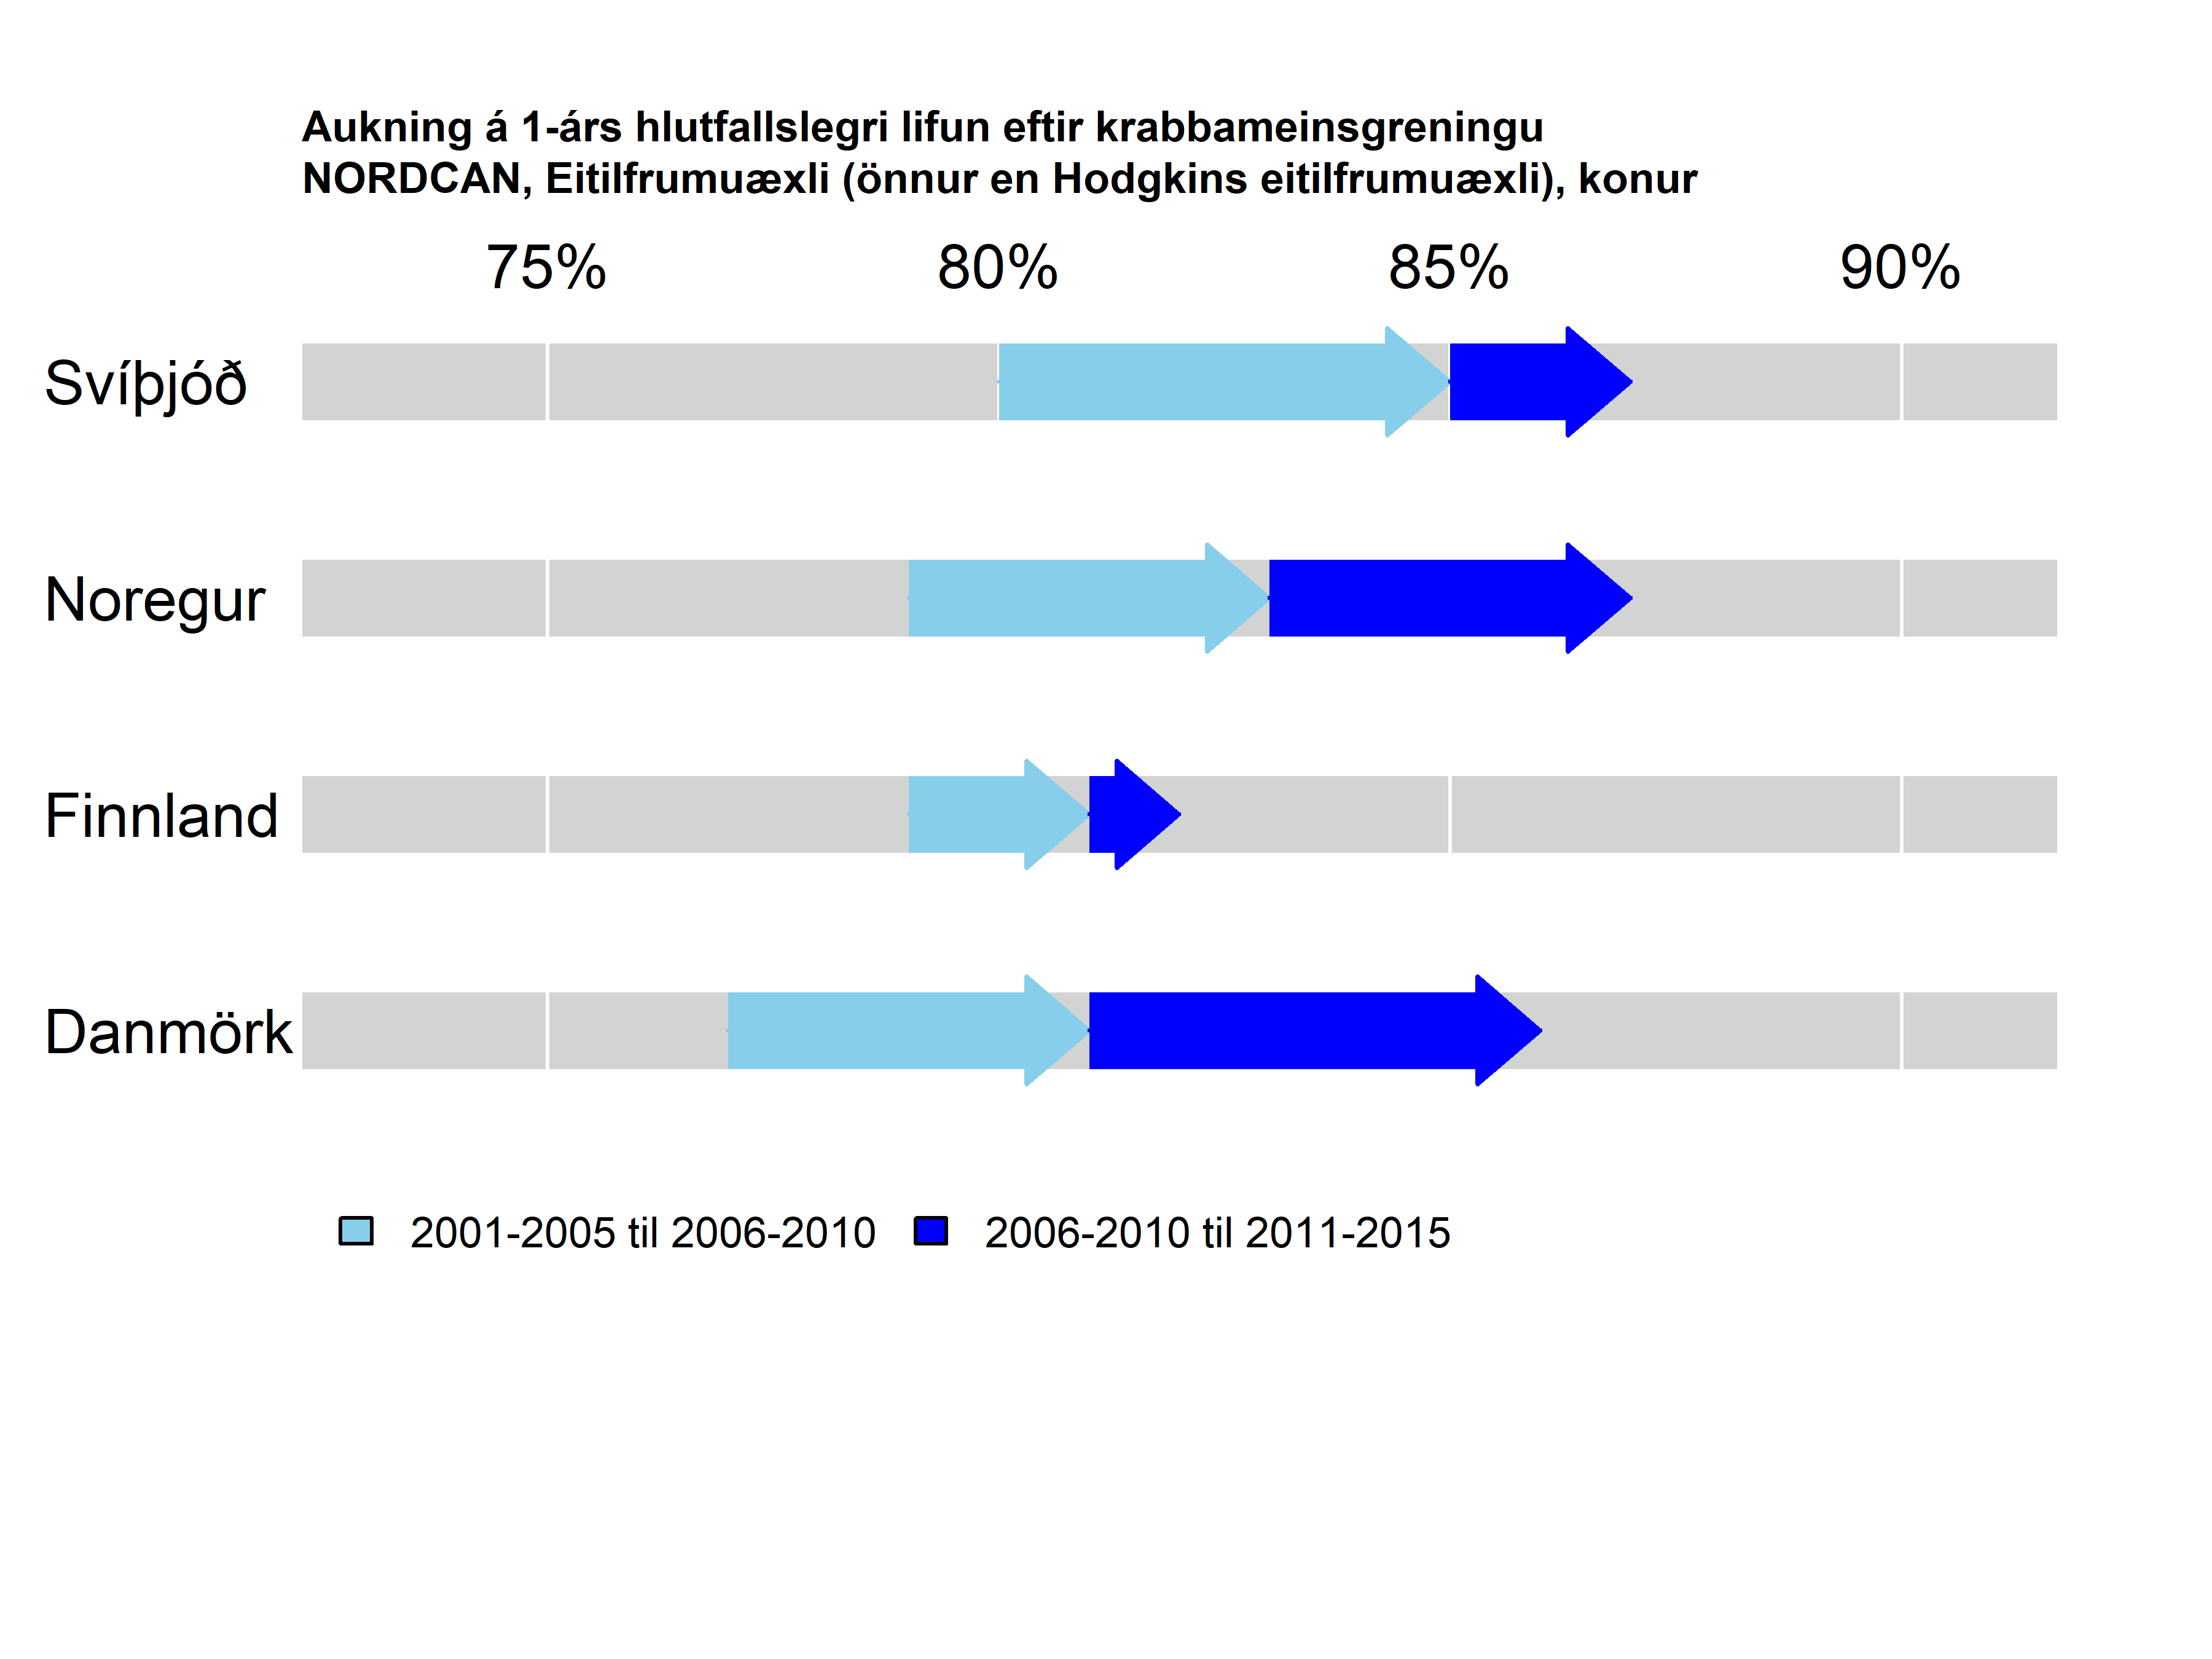 Aukning á 1-árs hlutfallslegri lifun eftir krabbameinsgreningu
NORDCAN, Eitilfrumuæxli (önnur en Hodgkins eitilfrumuæxli), konur
75% 80% 85% 90%
Svíþjóð
Noregur
Finnland
Danmörk
2001-2005 til 2006-2010 2006-2010 til 2011-2015